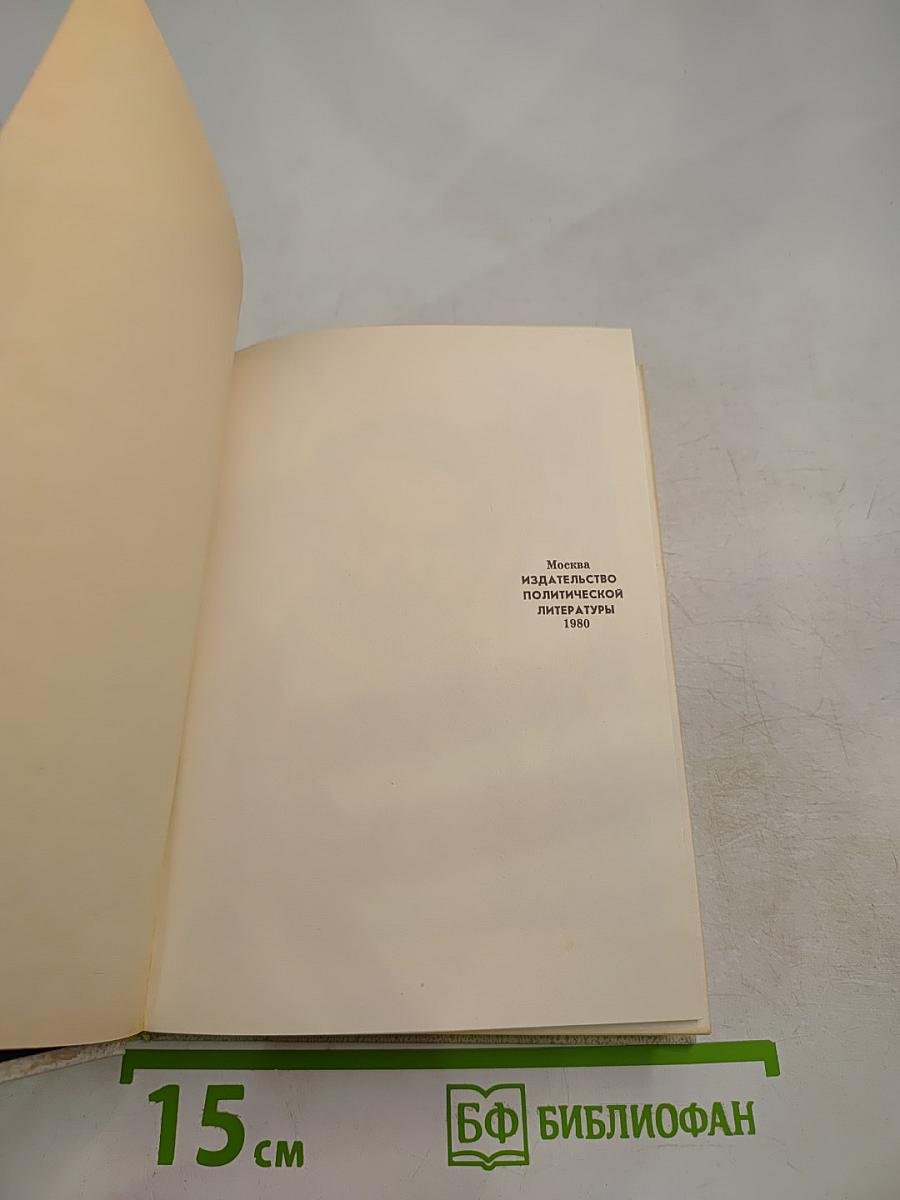 Москва
ИЗДАТЕЛЬСТВО
ПОЛИТИЧЕСКОЙ
ЛИТЕРАТУРЫ
1980
15 см
БФ БИБЛИОФАН